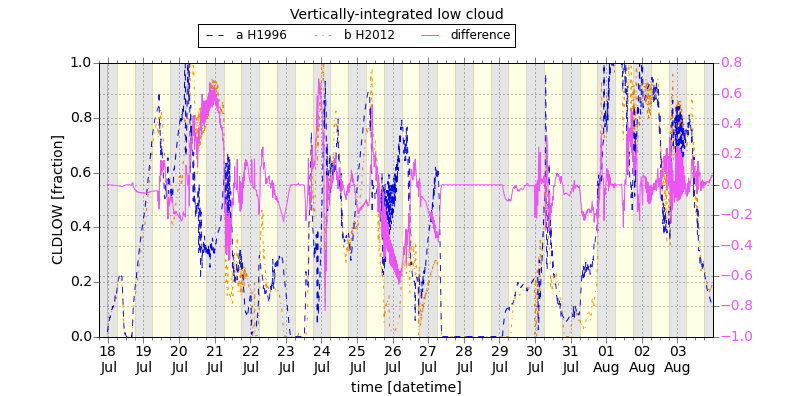 Vertically-integrated low cloud
a H1996 b H2012 difference
1.0 0.8
0.6
0.8 0.4
0.2
0.6 0.0
0.4 −0.2
−0.4
0.2 −0.6
−0.8
0.0 −1.0
CLDLOW [fraction]
18 19 20 21 22 23 24 25 26 27 28 29 30 31 01 02 03
Jul Jul Jul Jul Jul Jul Jul Jul Jul Jul Jul Jul Jul Jul Aug Aug Aug
time [datetime]